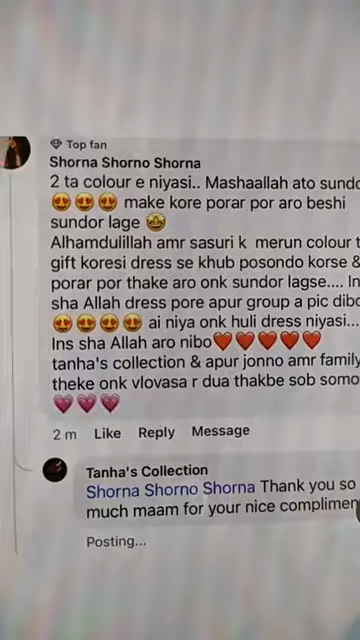 Top fan
Shorna Shorno Shorna
2 ta colour e niyasi.. Mashaallah ato sundo
😍😍😍 make kore porar por aro beshi
sundor lage 🤩
Alhamdulillah amr sasuri k merun colour t
gift koresi dress se khub posondo korse &
porar por thake aro onk sundor lagse.... In
sha Allah dress pore apur group a pic dibo
😍😍😍😍 ai niya onk huli dress niyasi...
Ins sha Allah aro nibo❤️❤️❤️❤️❤️
tanha's collection & apur jonno amr family
theke onk vlovasa r dua thakbe sob somo
💗💗💗
2 m Like Reply Message
Tanha's Collection
Shorna Shorno Shorna Thank you so
much maam for your nice complimen
Posting...